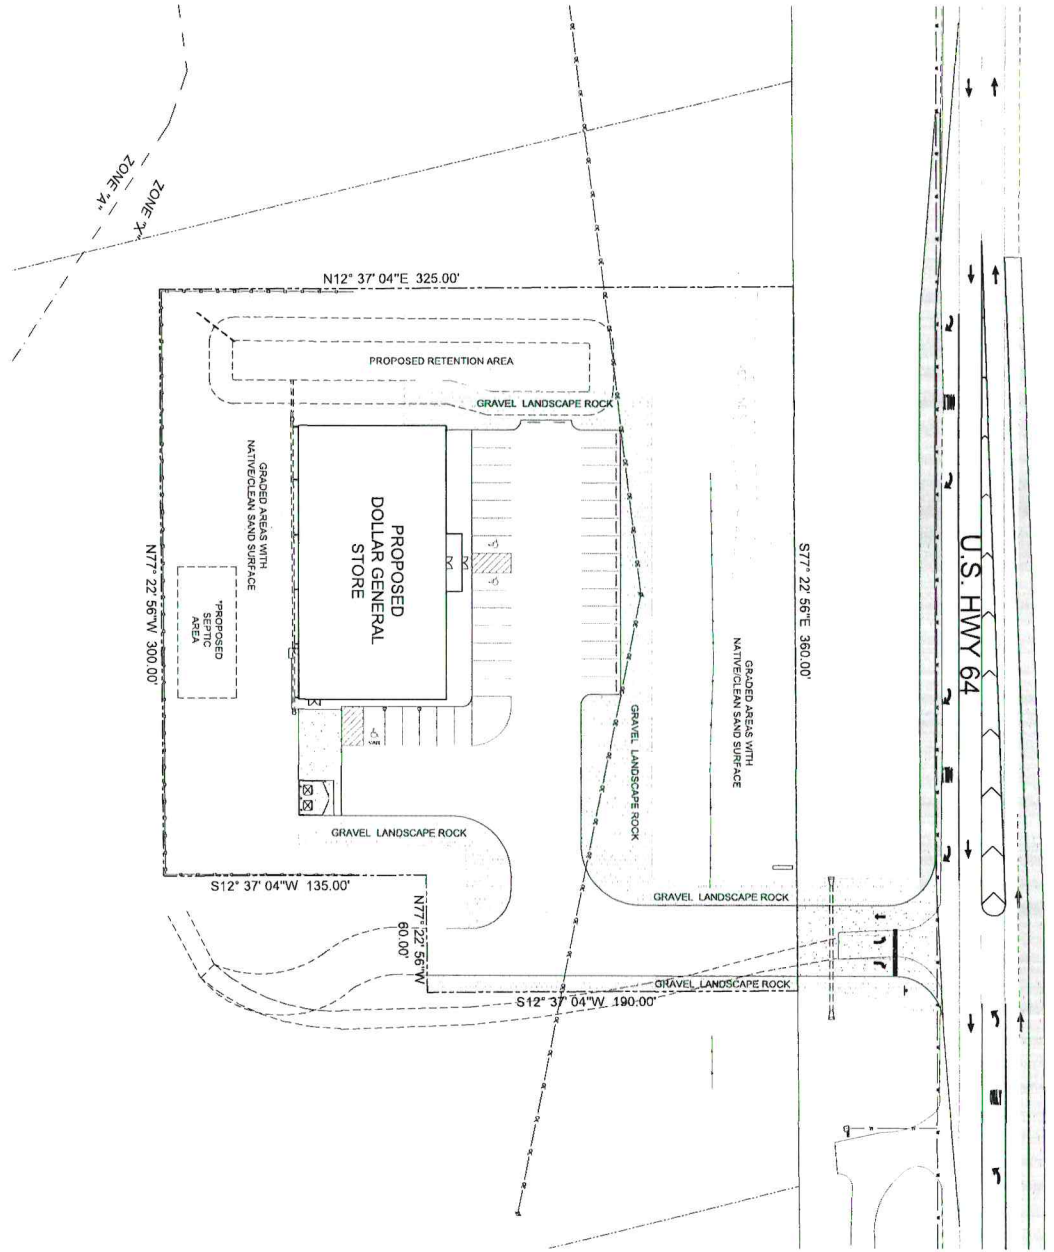 ZONE "A"
ZONE "X"
N12° 37' 04"E 325.00'
PROPOSED RETENTION AREA
GRAVEL LANDSCAPE ROCK
GRADED AREAS WITH
NATIVE/CLEAN SAND SURFACE
PROPOSED
DOLLAR GENERAL
STORE
N77° 22' 56"W 300.00'
*PROPOSED
SEPTIC
AREA
S77° 22' 56"E 360.00'
U.S. HWY 64
GRADED AREAS WITH
NATIVE/CLEAN SAND SURFACE
GRAVEL LANDSCAPE ROCK
VAN
GRAVEL LANDSCAPE ROCK
S12° 37' 04"W 135.00'
GRAVEL LANDSCAPE ROCK
N77° 22' 56"W
60.00'
GRAVEL LANDSCAPE ROCK
S12° 37' 04"W 190.00'